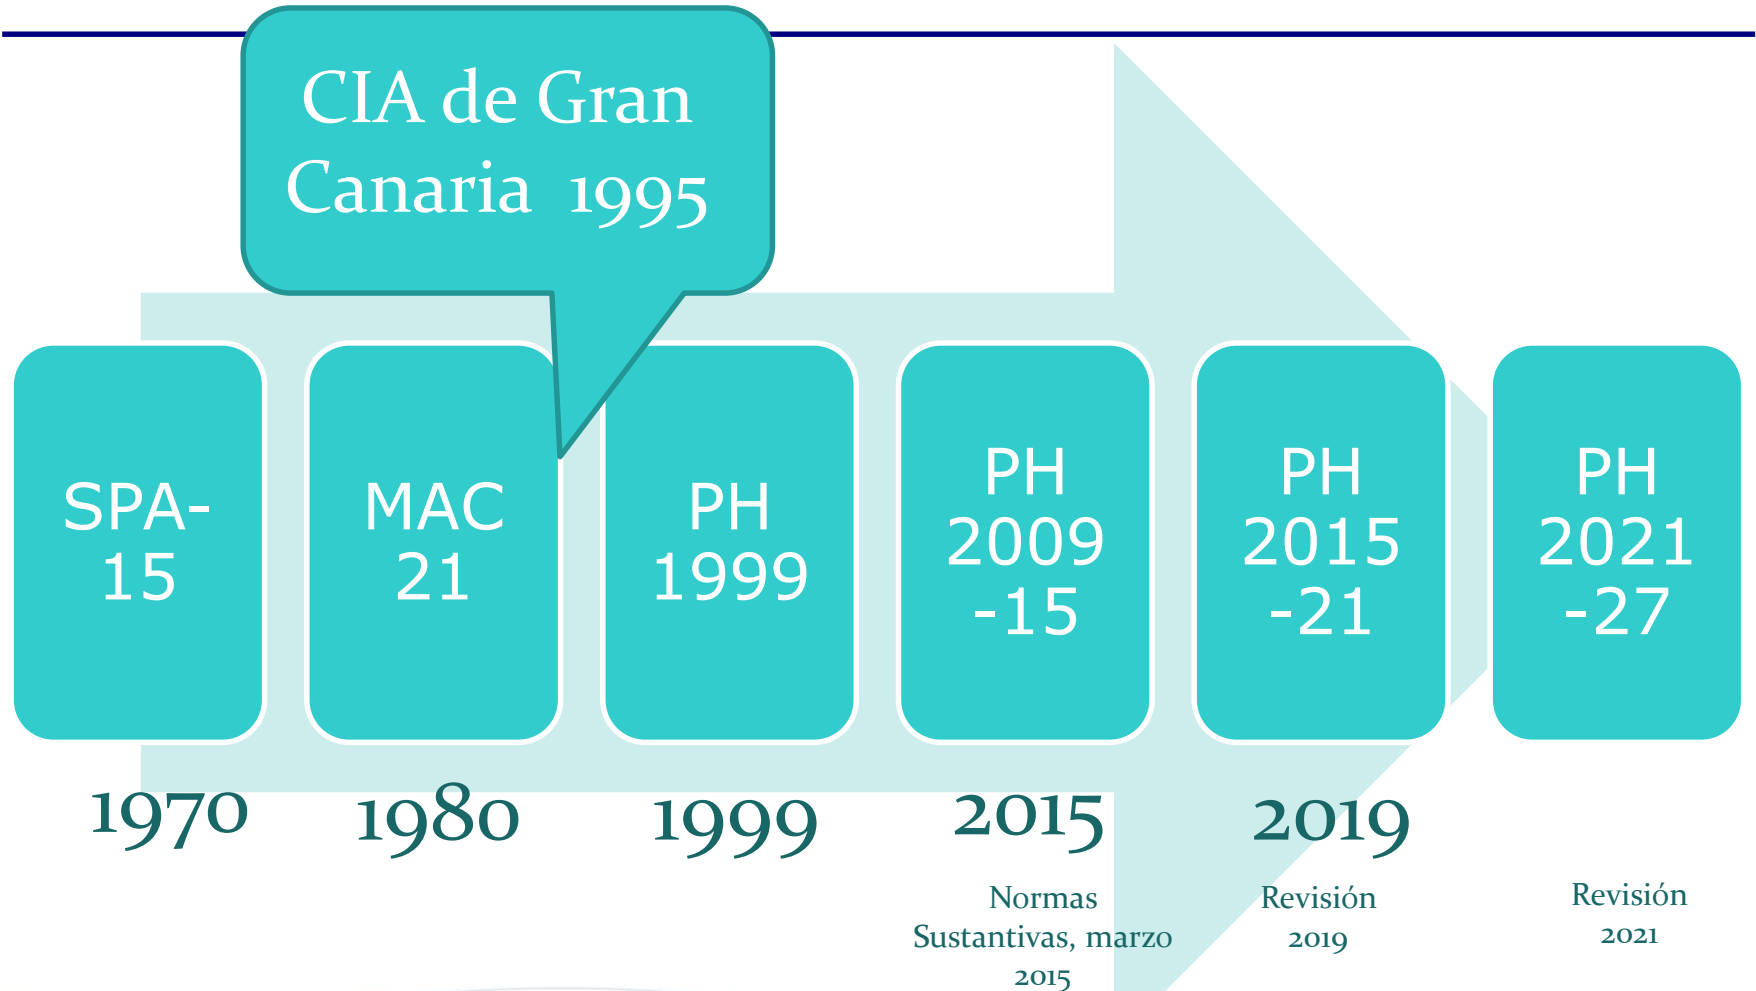 CIA de Gran
Canaria 1995
SPA-
15
MAC
21
PH
1999
PH
2009
-15
PH
2015
-21
PH
2021
-27
1970
1980
1999
2015
2019
Normas
Sustantivas, marzo
2015
Revisión
2019
Revisión
2021